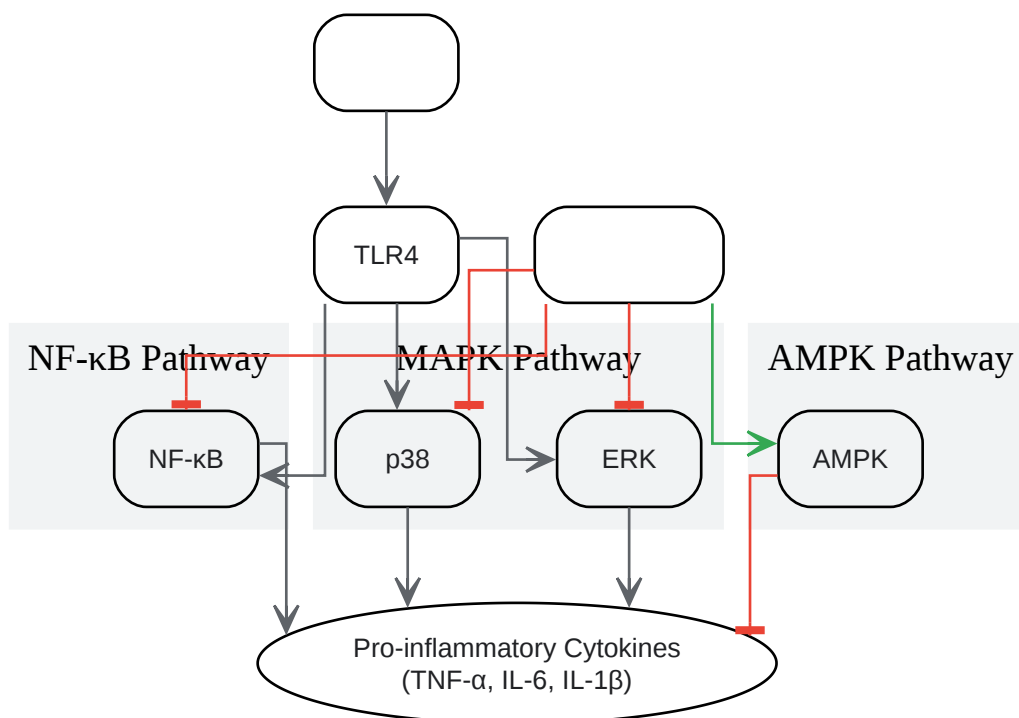 TLR4
NF-κB Pathway
MAPK Pathway
AMPK Pathway
NF-κB
p38
ERK
AMPK
Pro-inflammatory Cytokines
(TNF-α, IL-6, IL-1β)